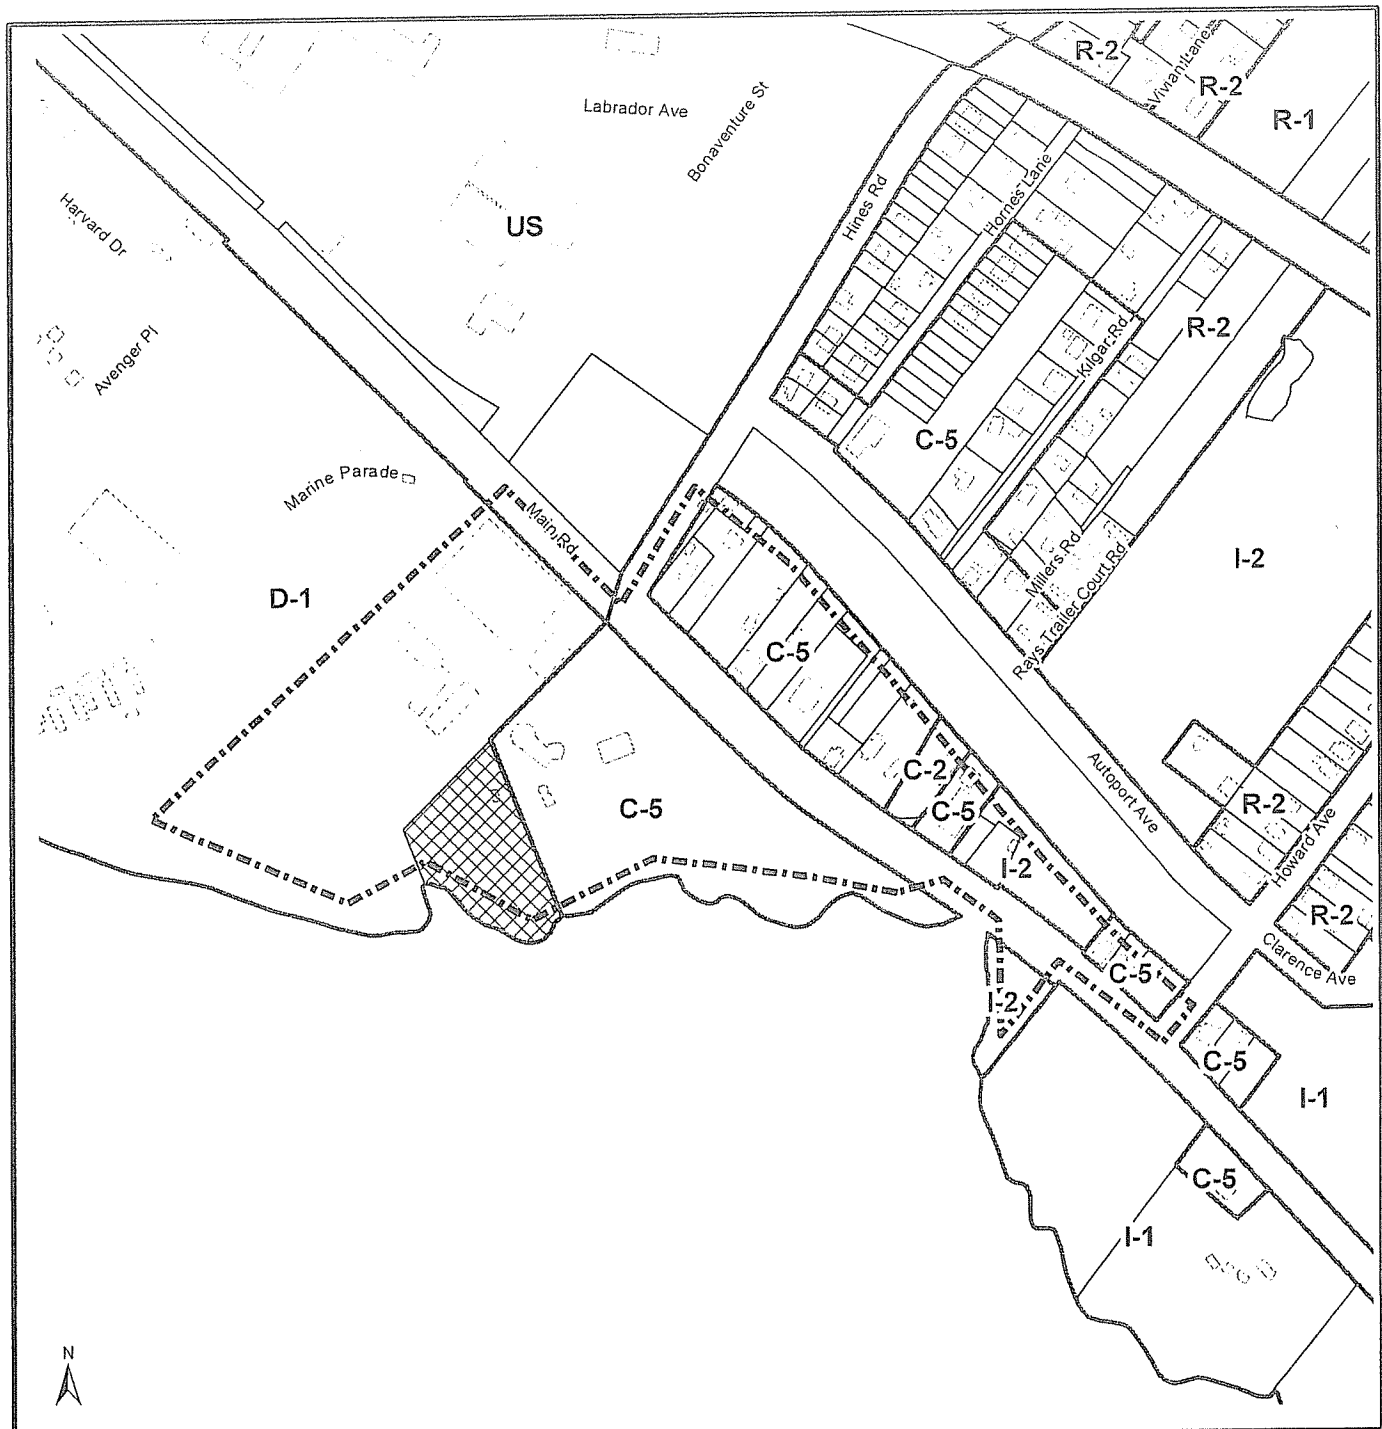 R-2
Vivian Lane
R-2
R-1
Labrador Ave
Bonaventure St
Harvard Dr
US
Hines Rd
Hornes Lane
Avenger Pl
Kilgar Rd
R-2
C-5
Marine Parade
Main Rd
Millers Rd
Rays Trailer Court Rd
I-2
D-1
C-5
C-2
C-5
Autoport Ave
C-5
R-2
Howard Ave
I-2
R-2
Clarence Ave
C-5
I-2
C-5
I-1
C-5
I-1
N